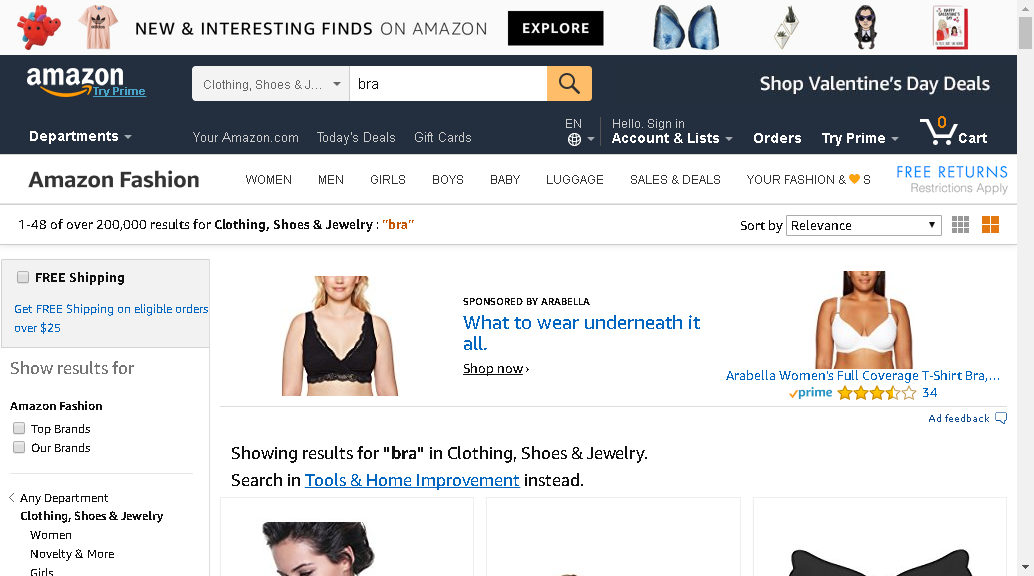 NEW & INTERESTING FINDS ON AMAZON
EXPLORE
amazon
Try Prime
Clothing, Shoes & J...
bra
Shop Valentine's Day Deals
Departments
Your Amazon.com
Today's Deals
Gift Cards
EN
Hello. Sign in
Account & Lists
Orders
Try Prime
0
Cart
Amazon Fashion
WOMEN
MEN
GIRLS
BOYS
BABY
LUGGAGE
SALES & DEALS
YOUR FASHION & 🧡 S
FREE RETURNS
Restrictions Apply
1-48 of over 200,000 results for Clothing, Shoes & Jewelry : "bra"
Sort by
Relevance
FREE Shipping
Get FREE Shipping on eligible orders
over $25
Show results for
Amazon Fashion
Top Brands
Our Brands
Any Department
Clothing, Shoes & Jewelry
Women
Novelty & More
Girls
SPONSORED BY ARABELLA
What to wear underneath it
all.
Shop now ›
Arabella Women's Full Coverage T-Shirt Bra,...
prime
34
Ad feedback
Showing results for "bra" in Clothing, Shoes & Jewelry.
Search in Tools & Home Improvement instead.